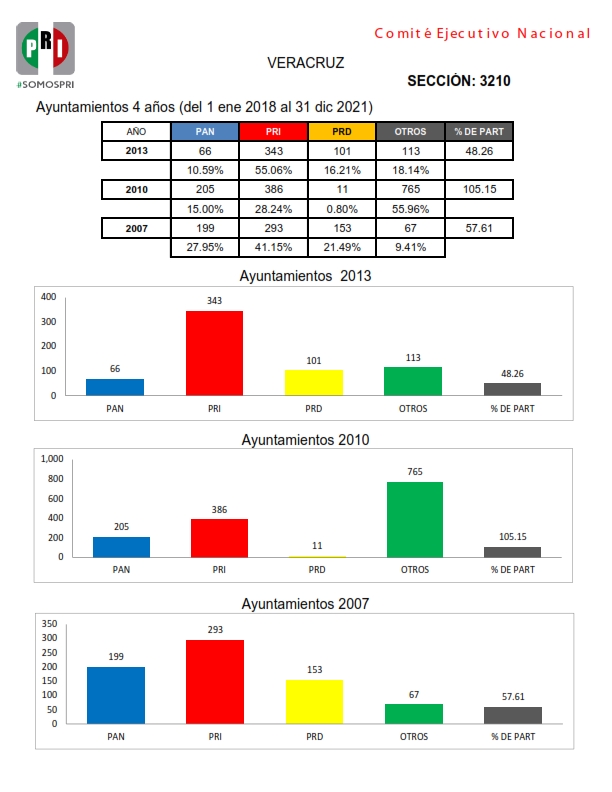 Comité Ejecutivo Nacional
PRI
#SOMOSPRI
VERACRUZ
SECCIÓN: 3210
Ayuntamientos 4 años (del 1 ene 2018 al 31 dic 2021)
AÑO PAN PRI PRD OTROS % DE PART
2013 66 343 101 113 48.26
10.59% 55.06% 16.21% 18.14%
2010 205 386 11 765 105.15
15.00% 28.24% 0.80% 55.96%
2007 199 293 153 67 57.61
27.95% 41.15% 21.49% 9.41%
Ayuntamientos 2013
400
300
200
100
0
66 343 101 113 48.26
PAN PRI PRD OTROS % DE PART
Ayuntamientos 2010
1,000
800
600
400
200
0
205 386 11 765 105.15
PAN PRI PRD OTROS % DE PART
Ayuntamientos 2007
350
300
250
200
150
100
50
0
199 293 153 67 57.61
PAN PRI PRD OTROS % DE PART